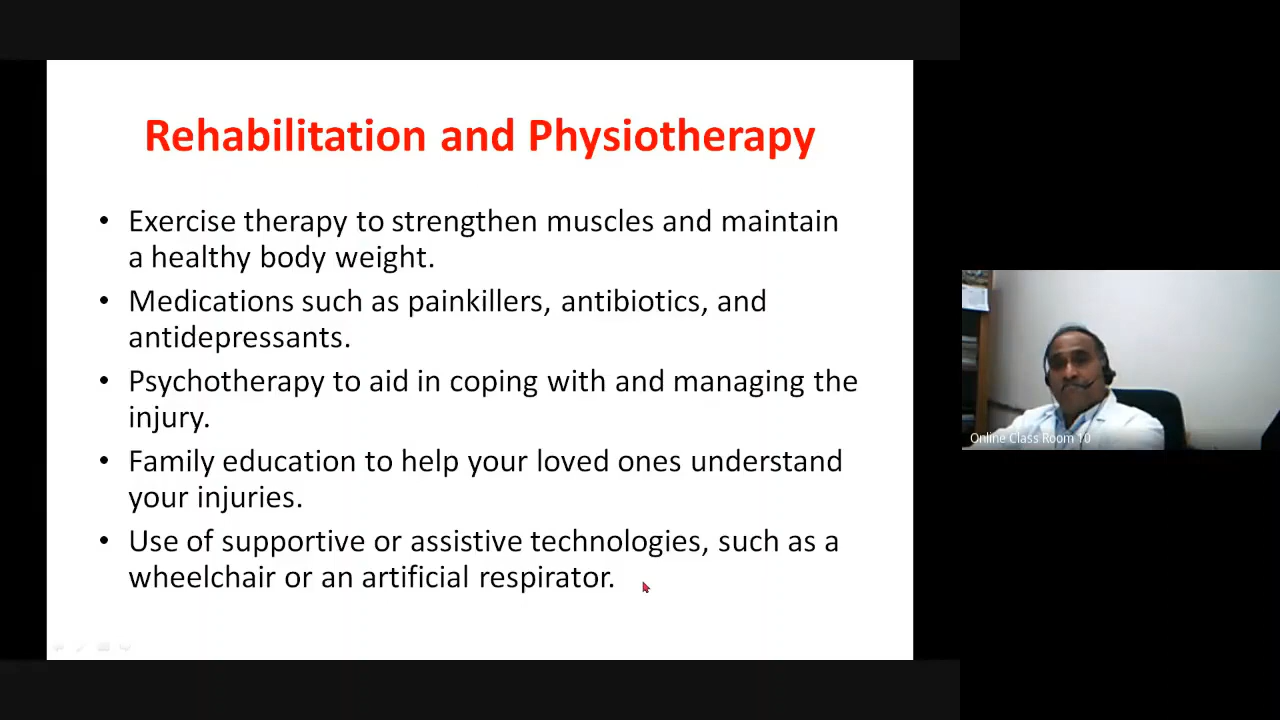 Rehabilitation and Physiotherapy
• Exercise therapy to strengthen muscles and maintain
a healthy body weight.
• Medications such as painkillers, antibiotics, and
antidepressants.
• Psychotherapy to aid in coping with and managing the
injury.
• Family education to help your loved ones understand
your injuries.
• Use of supportive or assistive technologies, such as a
wheelchair or an artificial respirator.
Online Class Room 10